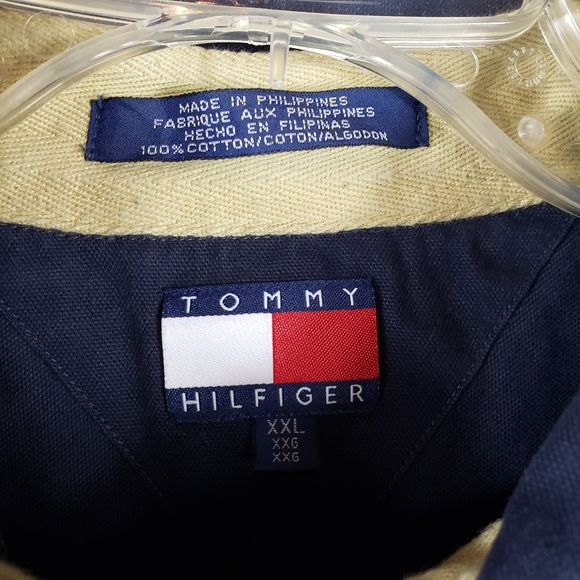 MADE IN PHILIPPINES
FABRIQUE AUX PHILIPPINES
HECHO EN FILIPINAS
100% COTTON/COTON/ALGODON
TOMMY
HILFIGER
XXL
XXG
XXG